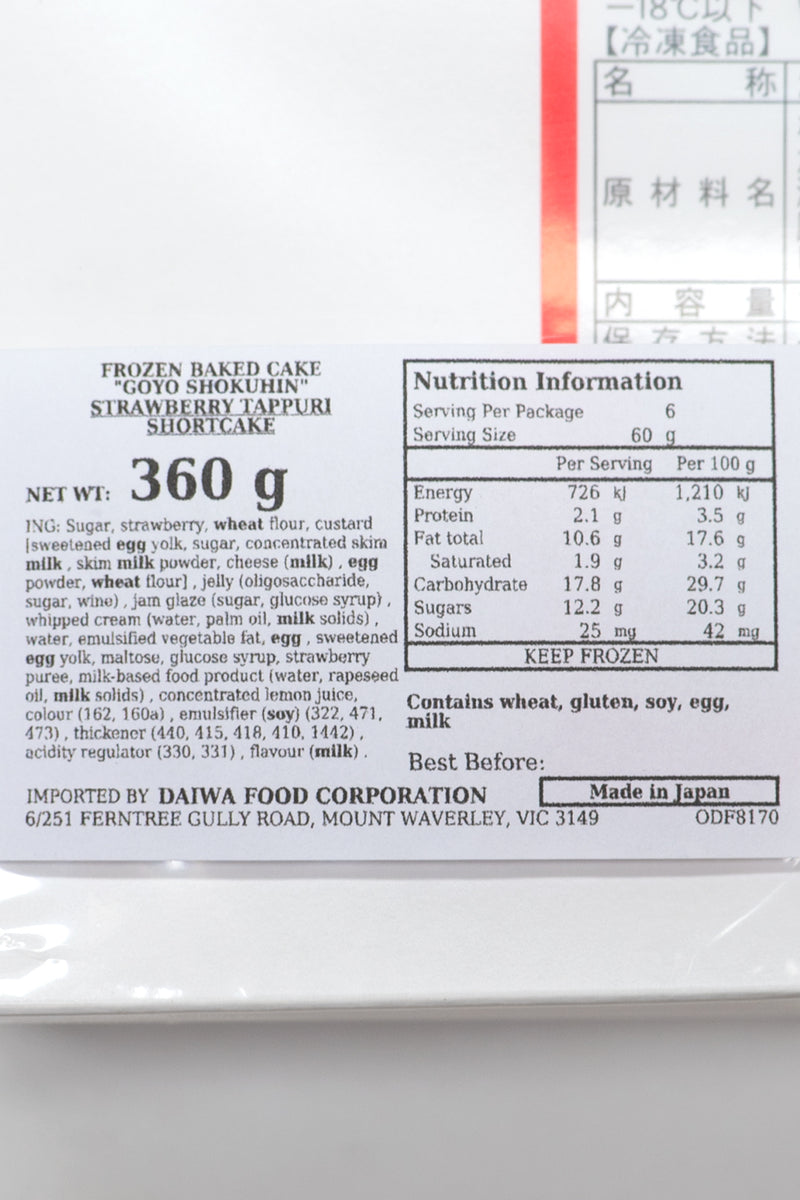 −18℃以下
【冷凍食品】
名称
原材料名
内容量
保存方法
FROZEN BAKED CAKE
"GOYO SHOKUHIN"
STRAWBERRY TAPPURI
SHORTCAKE
NET WT: 360 g
ING: Sugar, strawberry, wheat flour, custard
[sweetened egg yolk, sugar, concentrated skim
milk , skim milk powder, cheese (milk) , egg
powder, wheat flour] , jelly (oligosaccharide,
sugar, wine) , jam glaze (sugar, glucose syrup) ,
whipped cream (water, palm oil, milk solids) ,
water, emulsified vegetable fat, egg , sweetened
egg yolk, maltose, glucose syrup, strawberry
puree, milk-based food product (water, rapeseed
oil, milk solids) , concentrated lemon juice,
colour (162, 160a) , emulsifier (soy) (322, 471,
473) , thickener (440, 415, 418, 410, 1442) ,
acidity regulator (330, 331) , flavour (milk) .
Nutrition Information
Serving Per Package 6
Serving Size 60 g
Per Serving Per 100 g
Energy 726 kJ 1,210 kJ
Protein 2.1 g 3.5 g
Fat total 10.6 g 17.6 g
Saturated 1.9 g 3.2 g
Carbohydrate 17.8 g 29.7 g
Sugars 12.2 g 20.3 g
Sodium 25 mg 42 mg
KEEP FROZEN
Contains wheat, gluten, soy, egg,
milk
Best Before:
IMPORTED BY DAIWA FOOD CORPORATION
Made in Japan
6/251 FERNTREE GULLY ROAD, MOUNT WAVERLEY, VIC 3149 ODF8170